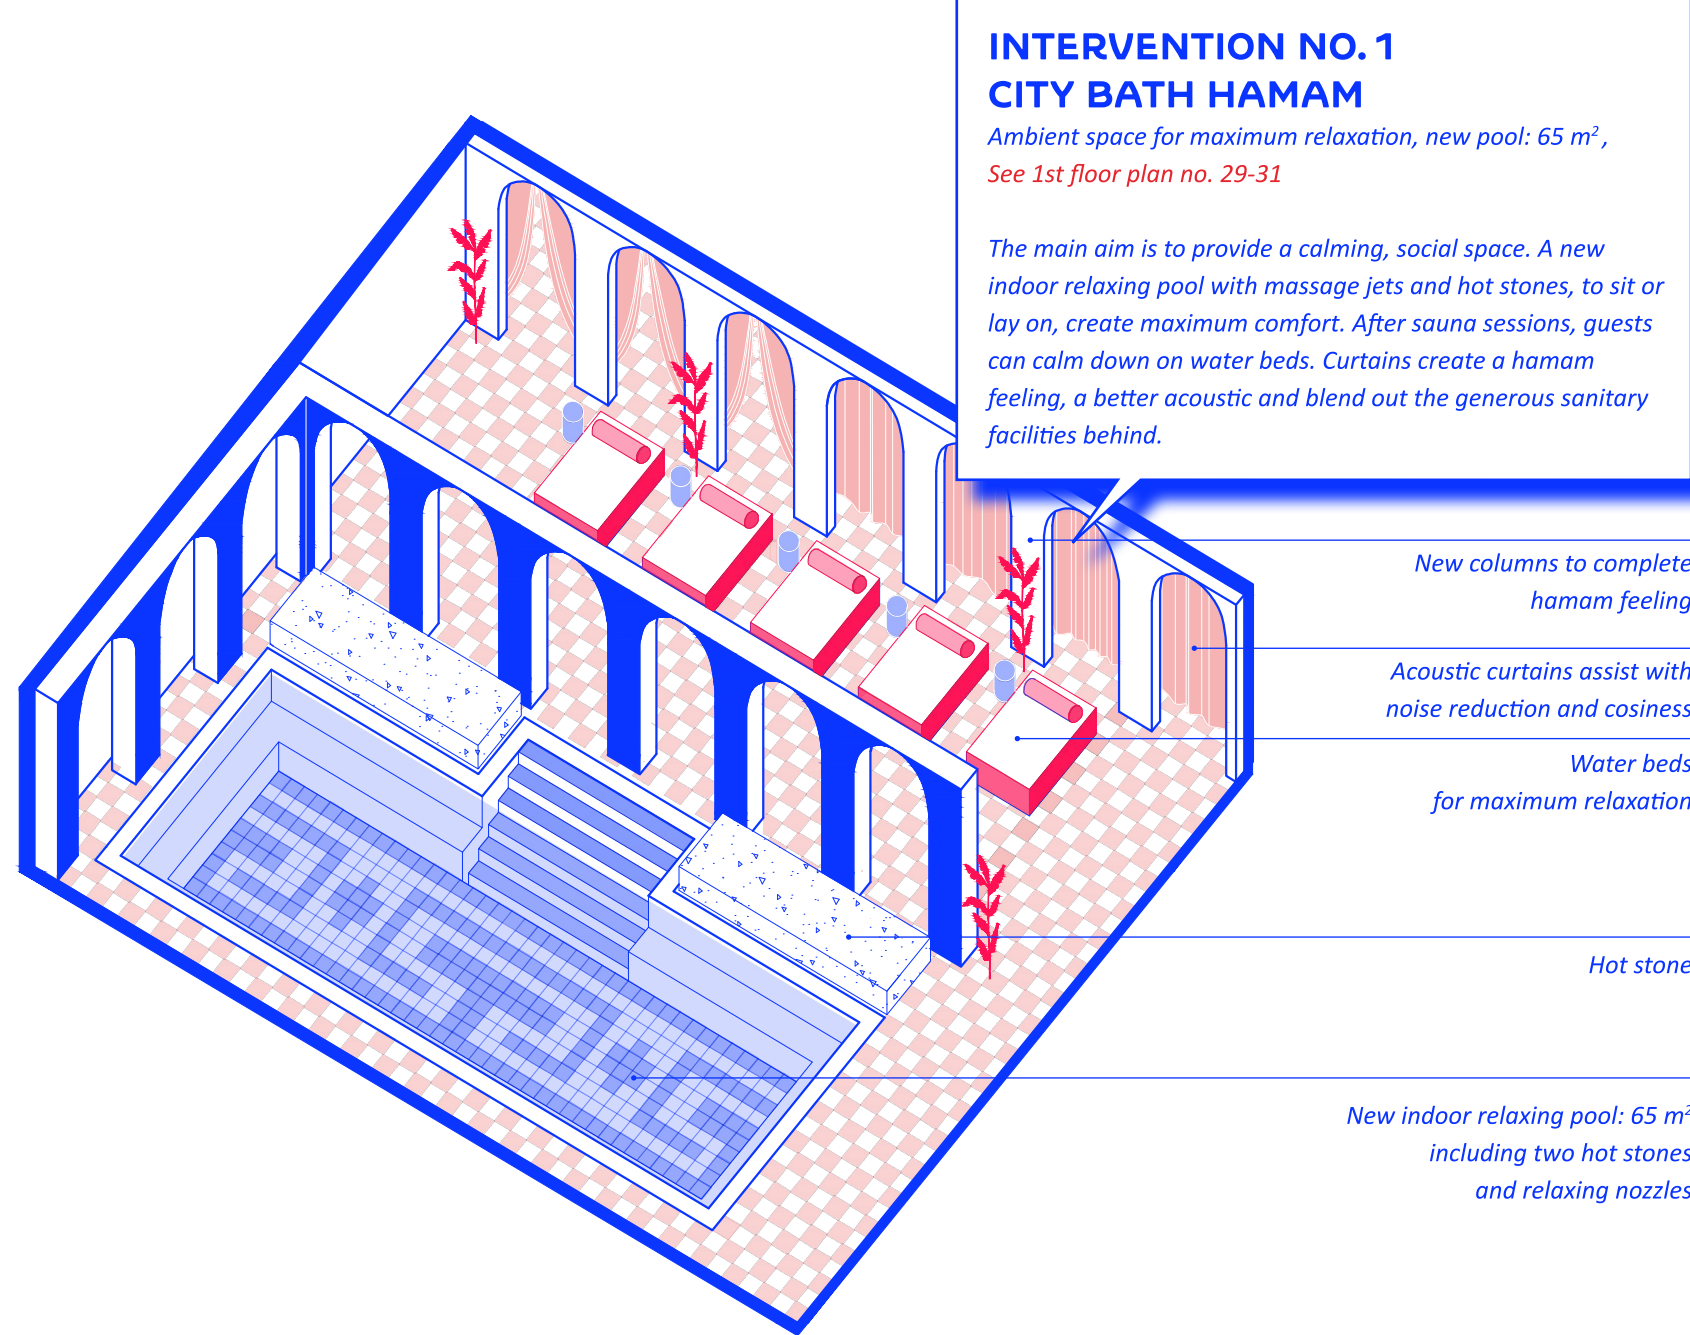 INTERVENTION NO. 1
CITY BATH HAMAM
Ambient space for maximum relaxation, new pool: 65 m²,
See 1st floor plan no. 29-31
The main aim is to provide a calming, social space. A new
indoor relaxing pool with massage jets and hot stones, to sit or
lay on, create maximum comfort. After sauna sessions, guests
can calm down on water beds. Curtains create a hamam
feeling, a better acoustic and blend out the generous sanitary
facilities behind.
New columns to complete
hamam feeling
Acoustic curtains assist with
noise reduction and cosiness
Water beds
for maximum relaxation
Hot stone
New indoor relaxing pool: 65 m²
including two hot stones
and relaxing nozzles